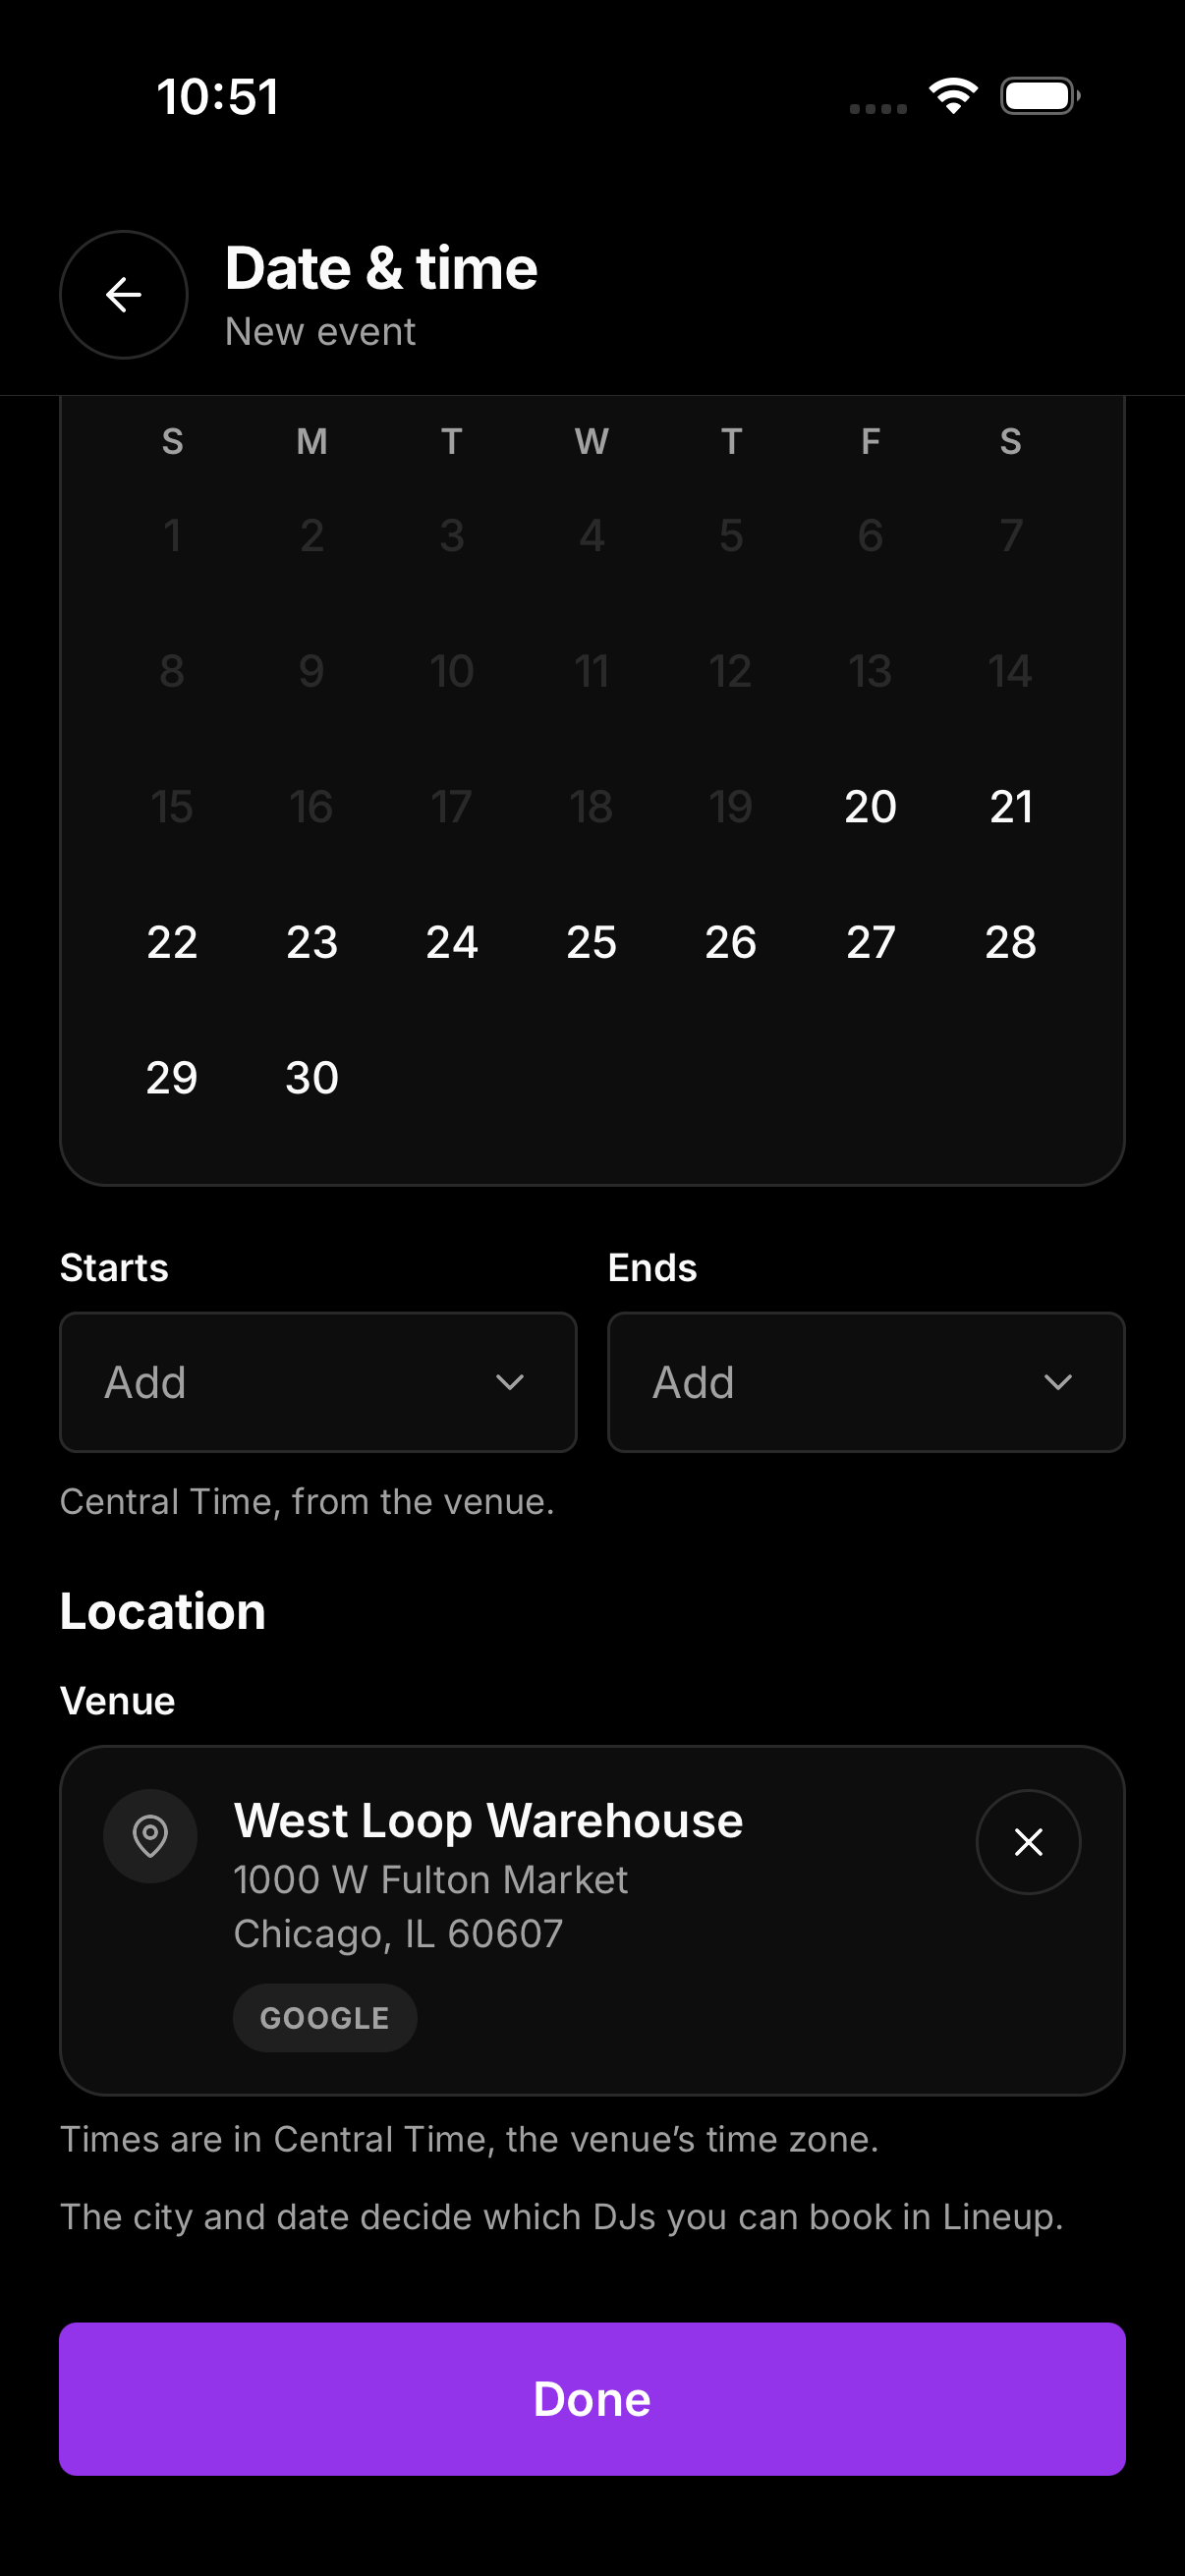 10:51
Date & time
New event
S M T W T F S
1 2 3 4 5 6 7
8 9 10 11 12 13 14
15 16 17 18 19 20 21
22 23 24 25 26 27 28
29 30
Starts Ends
Add Add
Central Time, from the venue.
Location
Venue
West Loop Warehouse
1000 W Fulton Market
Chicago, IL 60607
GOOGLE
Times are in Central Time, the venue’s time zone.
The city and date decide which DJs you can book in Lineup.
Done